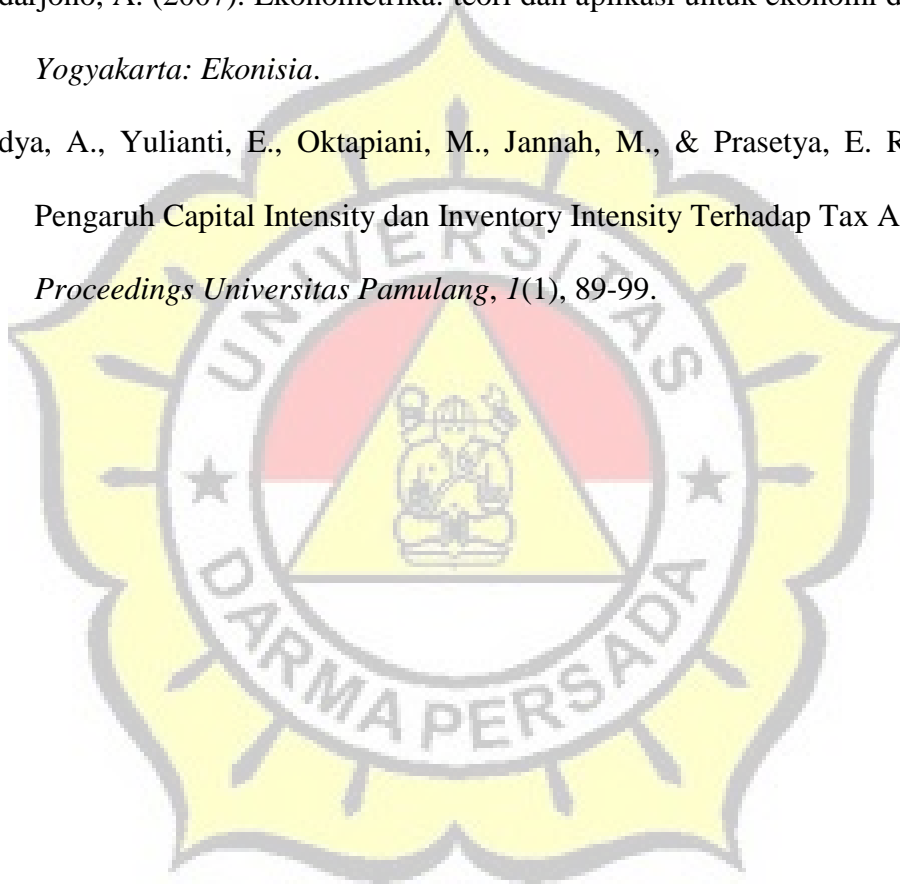 darjono, A. (2007). Ekonometrika: teori dan aplikasi untuk ekonomi d
Yogyakarta: Ekonisia.
dya, A., Yulianti, E., Oktapiani, M., Jannah, M., & Prasetya, E. R
Pengaruh Capital Intensity dan Inventory Intensity Terhadap Tax A
Proceedings Universitas Pamulang, 1(1), 89-99.
UNIVERSITAS
DARMA PERSADA